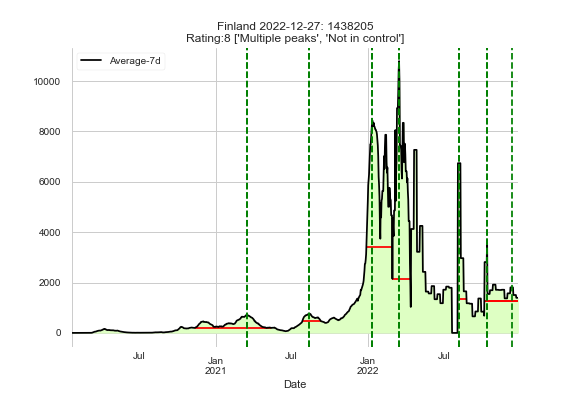 Finland 2022-12-27: 1438205
Rating:8 ['Multiple peaks', 'Not in control']
Average-7d
10000
8000
6000
4000
2000
0
Jul
Jan
2021
Jul
Jan
2022
Jul
Date